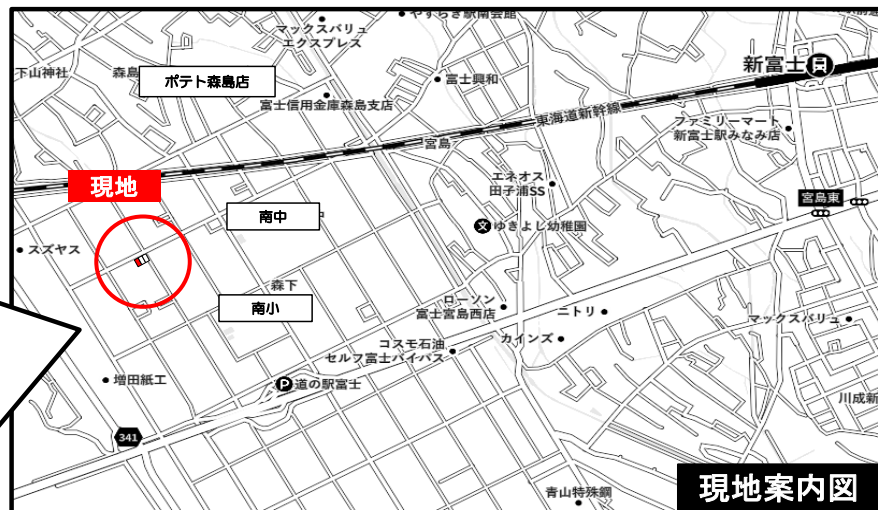 やすらぎ駅南会館
マックスバリュ
エクスプレス
新富士
下山神社
森島
ポテト森島店
富士興和
富士信用金庫森島支店
東海道新幹線
ファミリーマート
新富士駅みなみ店
宮島
現地
エネオス
田子浦SS
宮島東
南中
中
文
ゆきよし幼稚園
スズヤス
森下
南小
ローソン
富士宮島西店
ニトリ
マックスバリュ
コスモ石油
セルフ富士バイパス
カインズ
増田紙工
P
道の駅富士
川成新
341
青山特殊鋼
現地案内図